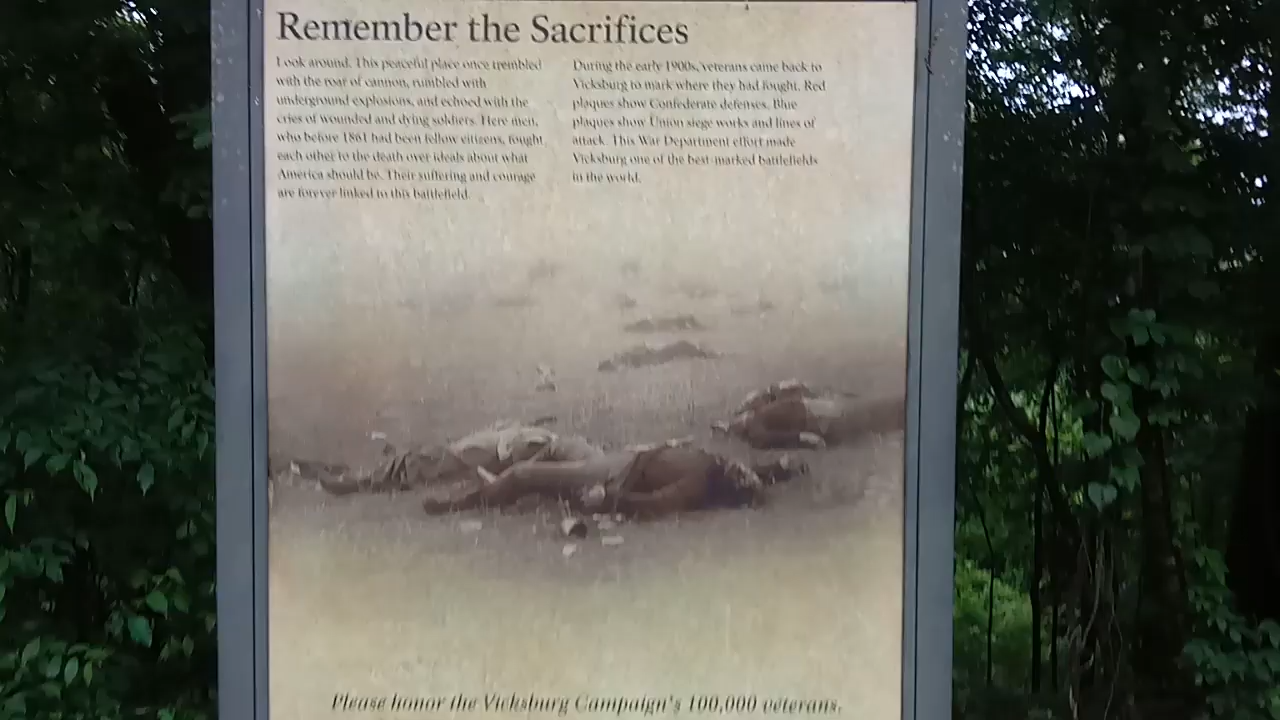 Remember the Sacrifices
Look around. This peaceful place once trembled
with the roar of cannon, rumbled with
underground explosions, and echoed with the
cries of wounded and dying soldiers. Here men,
who before 1861 had been fellow citizens, fought
each other to the death over ideals about what
America should be. Their suffering and courage
are forever linked to this battlefield.
During the early 1900s, veterans came back to
Vicksburg to mark where they had fought. Red
plaques show Confederate defenses. Blue
plaques show Union siege works and lines of
attack. This War Department effort made
Vicksburg one of the best-marked battlefields
in the world.
Please honor the Vicksburg Campaign's 100,000 veterans.